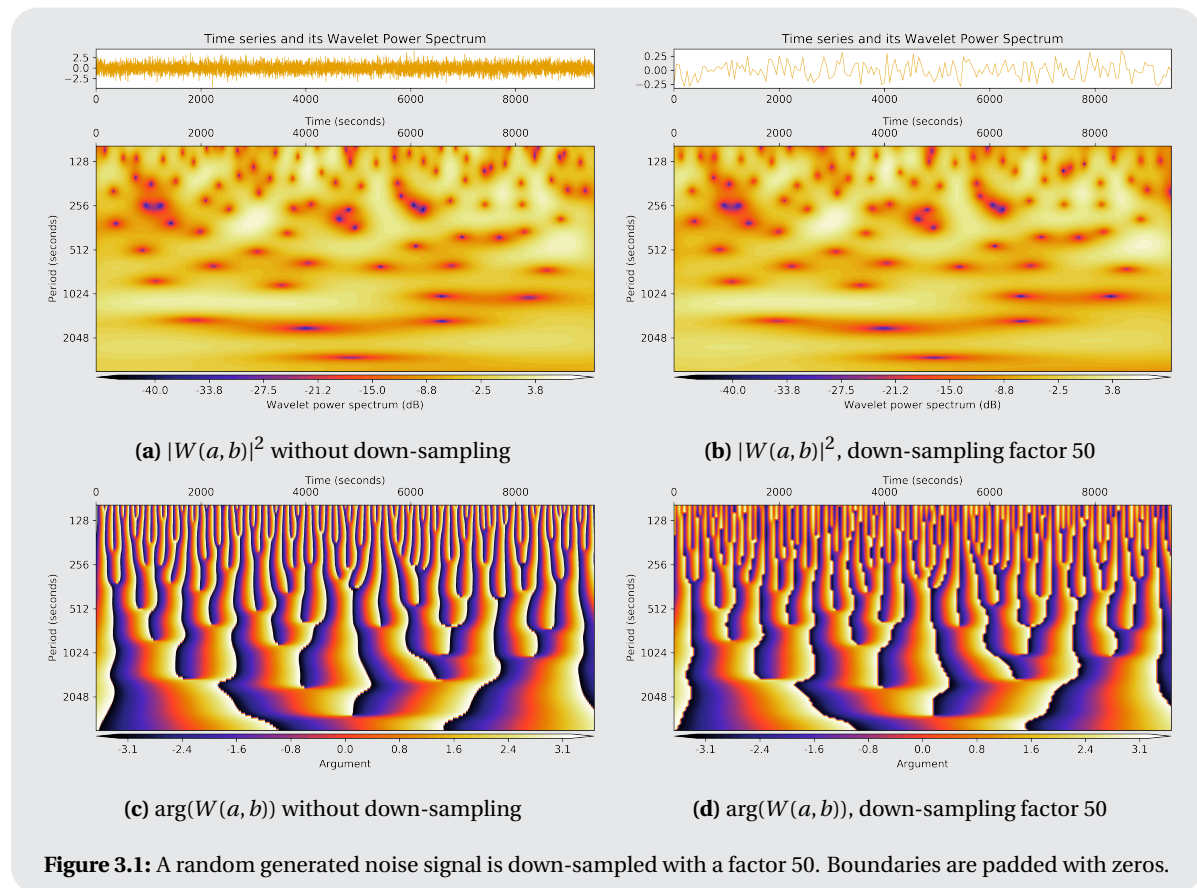 Time series and its Wavelet Power Spectrum
2.5
0.0
−2.5
0 2000 4000 6000 8000
Time (seconds)
0 2000 4000 6000 8000
Period (seconds)
128
256
512
1024
2048
-40.0 -33.8 -27.5 -21.2 -15.0 -8.8 -2.5 3.8
Wavelet power spectrum (dB)
(a) |W(a, b)|² without down-sampling
Time series and its Wavelet Power Spectrum
0.25
0.00
−0.25
0 2000 4000 6000 8000
Time (seconds)
0 2000 4000 6000 8000
Period (seconds)
128
256
512
1024
2048
-40.0 -33.8 -27.5 -21.2 -15.0 -8.8 -2.5 3.8
Wavelet power spectrum (dB)
(b) |W(a, b)|², down-sampling factor 50
Time (seconds)
0 2000 4000 6000 8000
Period (seconds)
128
256
512
1024
2048
-3.1 -2.4 -1.6 -0.8 0.0 0.8 1.6 2.4 3.1
Argument
(c) arg(W(a, b)) without down-sampling
Time (seconds)
0 2000 4000 6000 8000
Period (seconds)
128
256
512
1024
2048
-3.1 -2.4 -1.6 -0.8 0.0 0.8 1.6 2.4 3.1
Argument
(d) arg(W(a, b)), down-sampling factor 50
Figure 3.1: A random generated noise signal is down-sampled with a factor 50. Boundaries are padded with zeros.